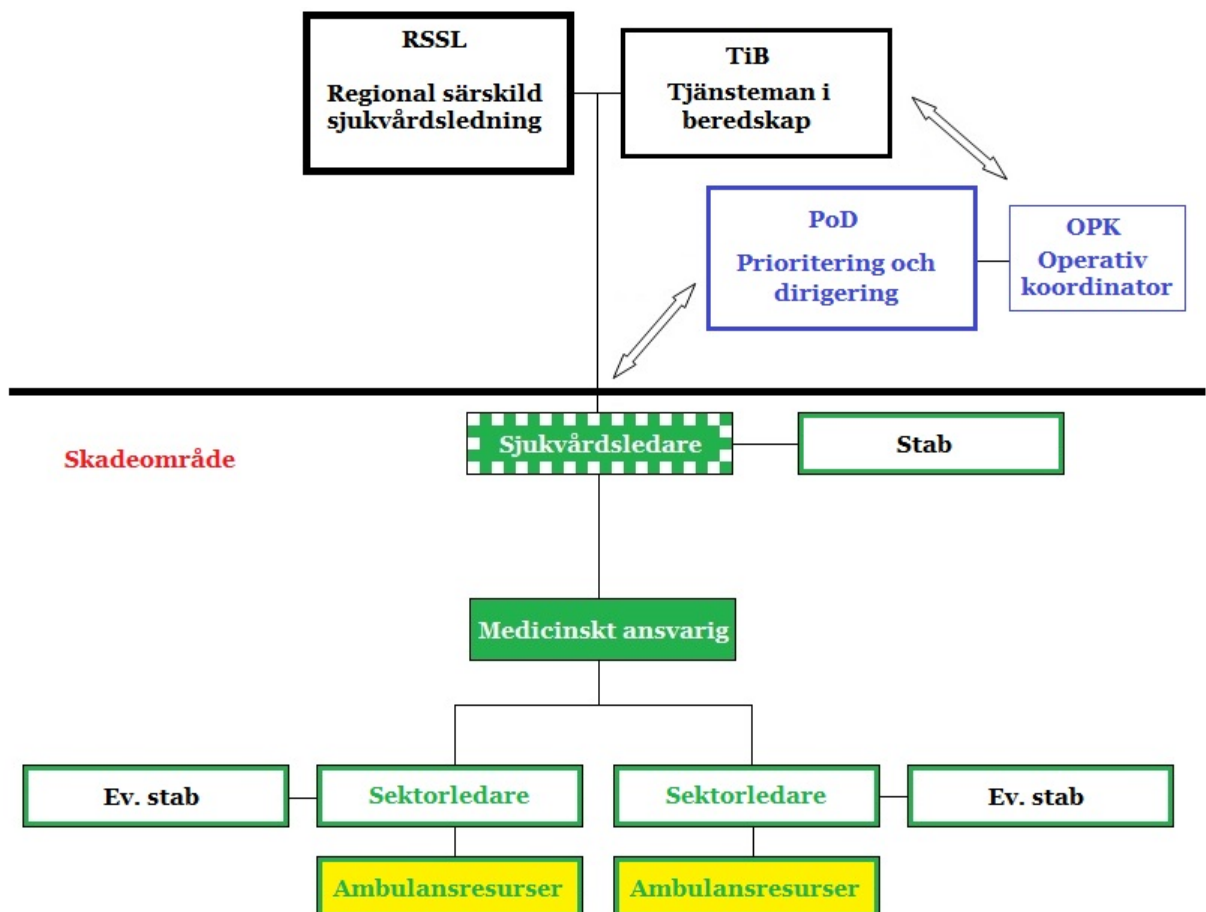 RSSL
Regional särskild
sjukvårdsledning
TiB
Tjänsteman i
beredskap
PoD
Prioritering och
dirigering
OPK
Operativ
koordinator
Skadeområde
Sjukvårdsledare
Stab
Medicinskt ansvarig
Ev. stab
Sektorledare
Sektorledare
Ev. stab
Ambulansresurser
Ambulansresurser